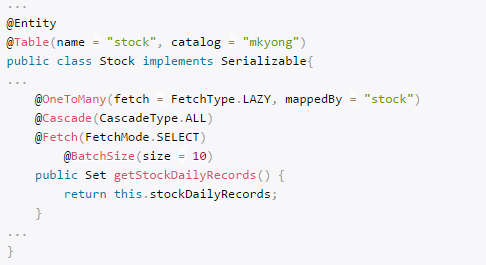 ...
@Entity
@Table(name = "stock", catalog = "mkyong")
public class Stock implements Serializable{
...
    @OneToMany(fetch = FetchType.LAZY, mappedBy = "stock")
    @Cascade(CascadeType.ALL)
    @Fetch(FetchMode.SELECT)
        @BatchSize(size = 10)
    public Set getStockDailyRecords() {
        return this.stockDailyRecords;
    }
...
}